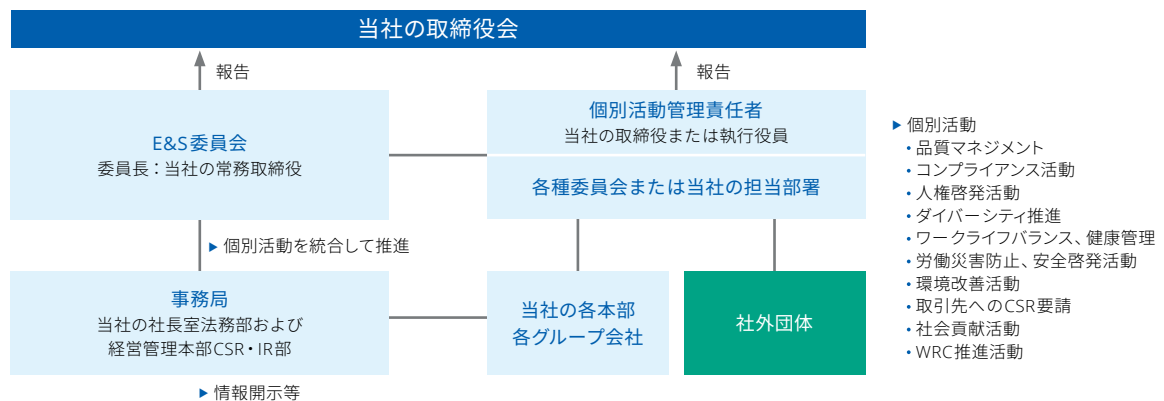 当社の取締役会
報告
報告
E&S委員会
委員長：当社の常務取締役
個別活動管理責任者
当社の取締役または執行役員
各種委員会または当社の担当部署
▶ 個別活動を統合して推進
事務局
当社の社長室法務部および
経営管理本部CSR・IR部
当社の各本部
各グループ会社
社外団体
▶ 情報開示等
▶ 個別活動
・品質マネジメント
・コンプライアンス活動
・人権啓発活動
・ダイバーシティ推進
・ワークライフバランス、健康管理
・労働災害防止、安全啓発活動
・環境改善活動
・取引先へのCSR要請
・社会貢献活動
・WRC推進活動